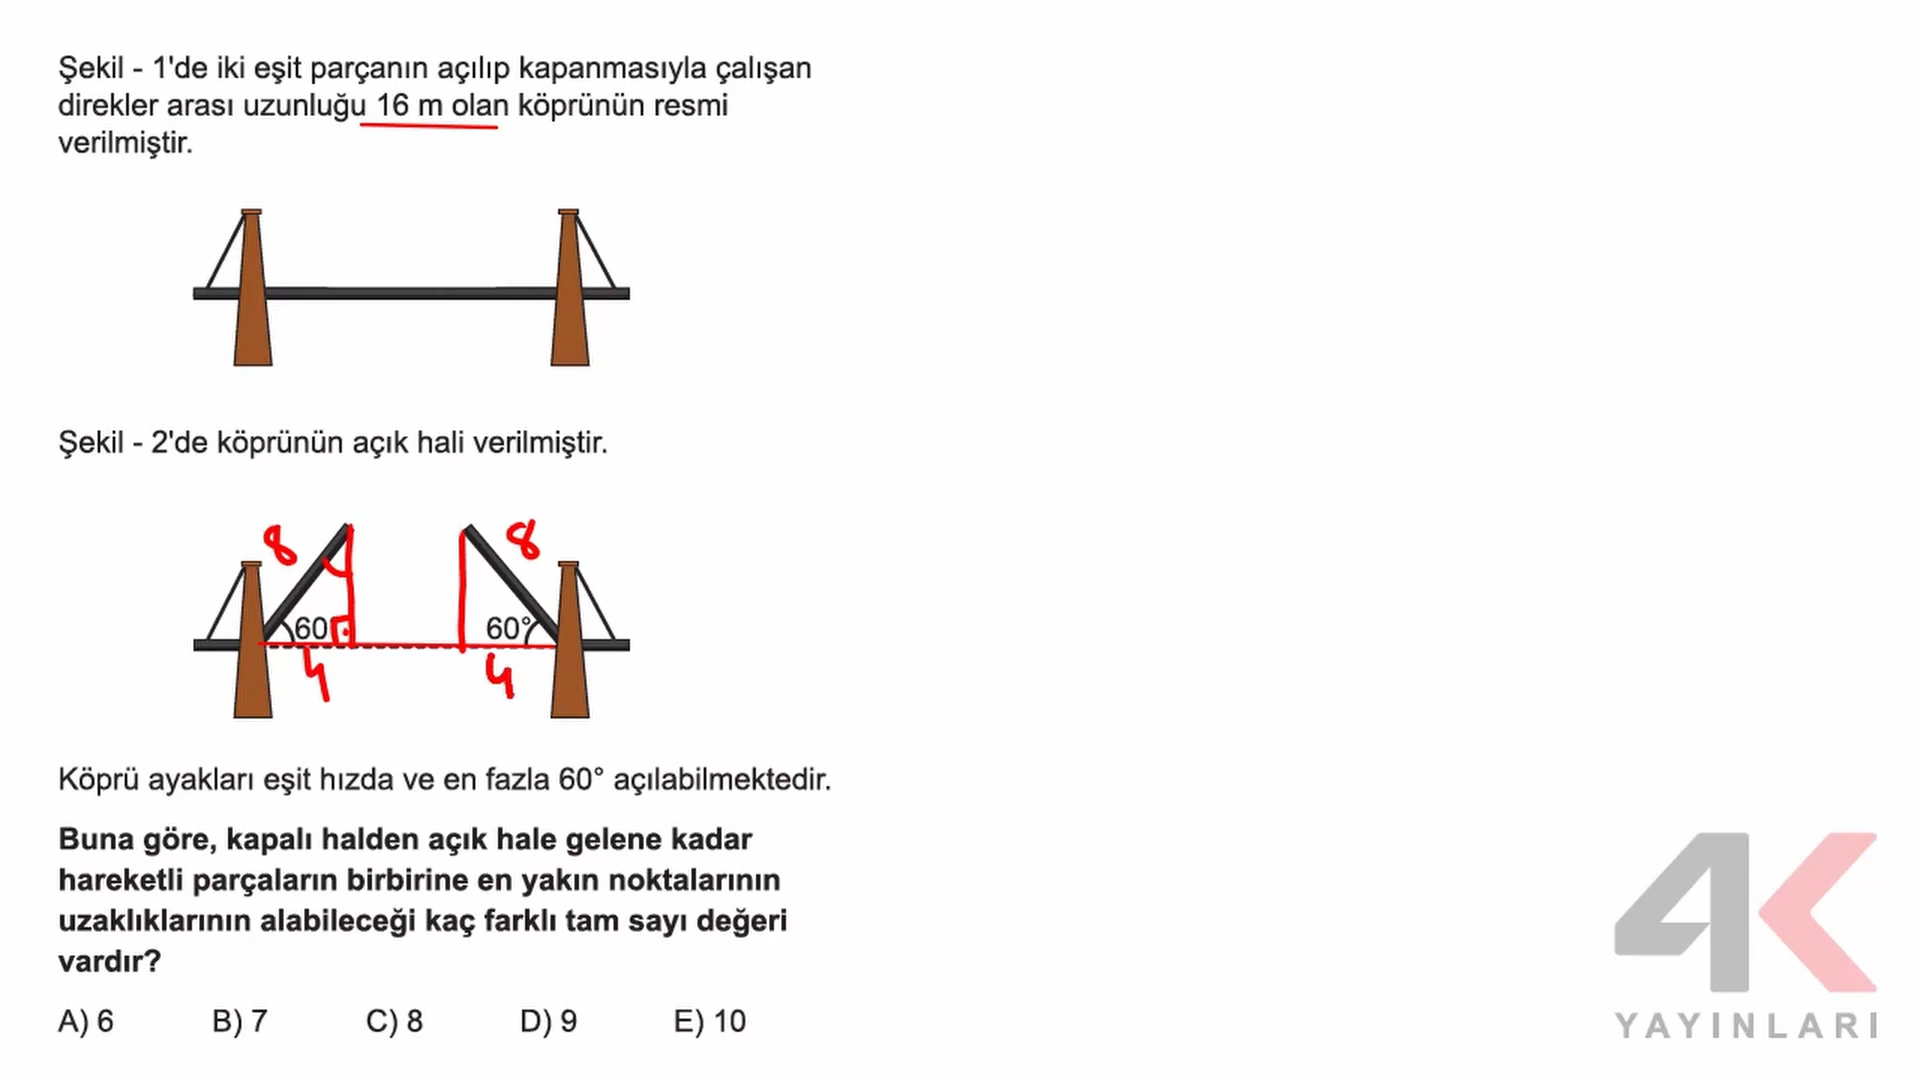 Şekil - 1'de iki eşit parçanın açılıp kapanmasıyla çalışan
direkler arası uzunluğu 16 m olan köprünün resmi
verilmiştir.
Şekil - 2'de köprünün açık hali verilmiştir.
8 8
60 60°
4 4
Köprü ayakları eşit hızda ve en fazla 60° açılabilmektedir.
Buna göre, kapalı halden açık hale gelene kadar
hareketli parçaların birbirine en yakın noktalarının
uzaklıklarının alabileceği kaç farklı tam sayı değeri
vardır?
A) 6 B) 7 C) 8 D) 9 E) 10
4K
YAYINLARI